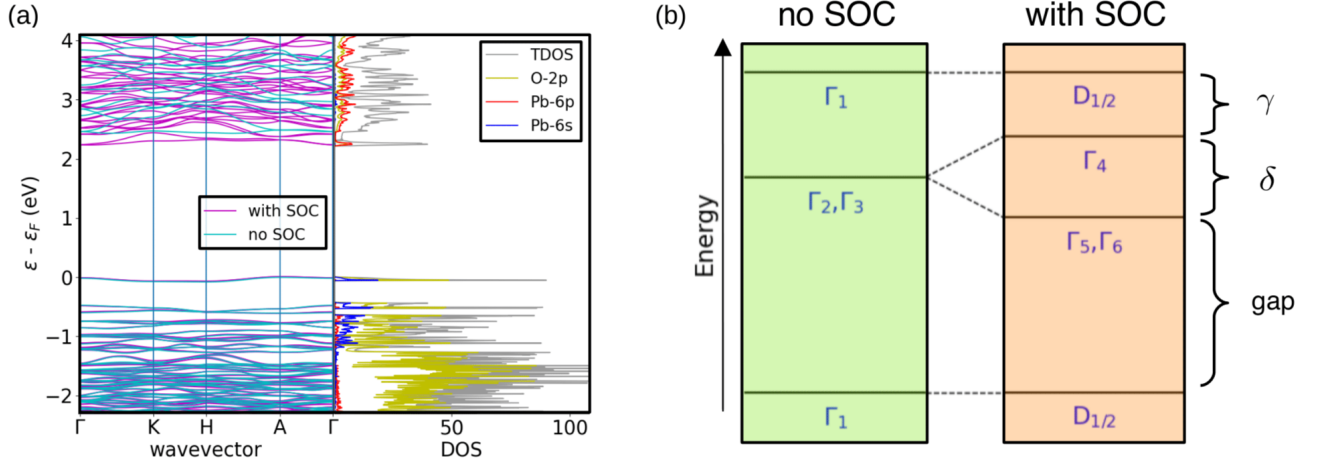 (a)
4
3
2
1
0
−1
−2
ε - εF (eV)
TDOS
O-2p
Pb-6p
Pb-6s
with SOC
no SOC
Γ K H A Γ 50 100
wavevector DOS
(b)
no SOC with SOC
Energy
Γ1 D1/2 γ
Γ4
Γ2,Γ3 δ
Γ5,Γ6
gap
Γ1 D1/2